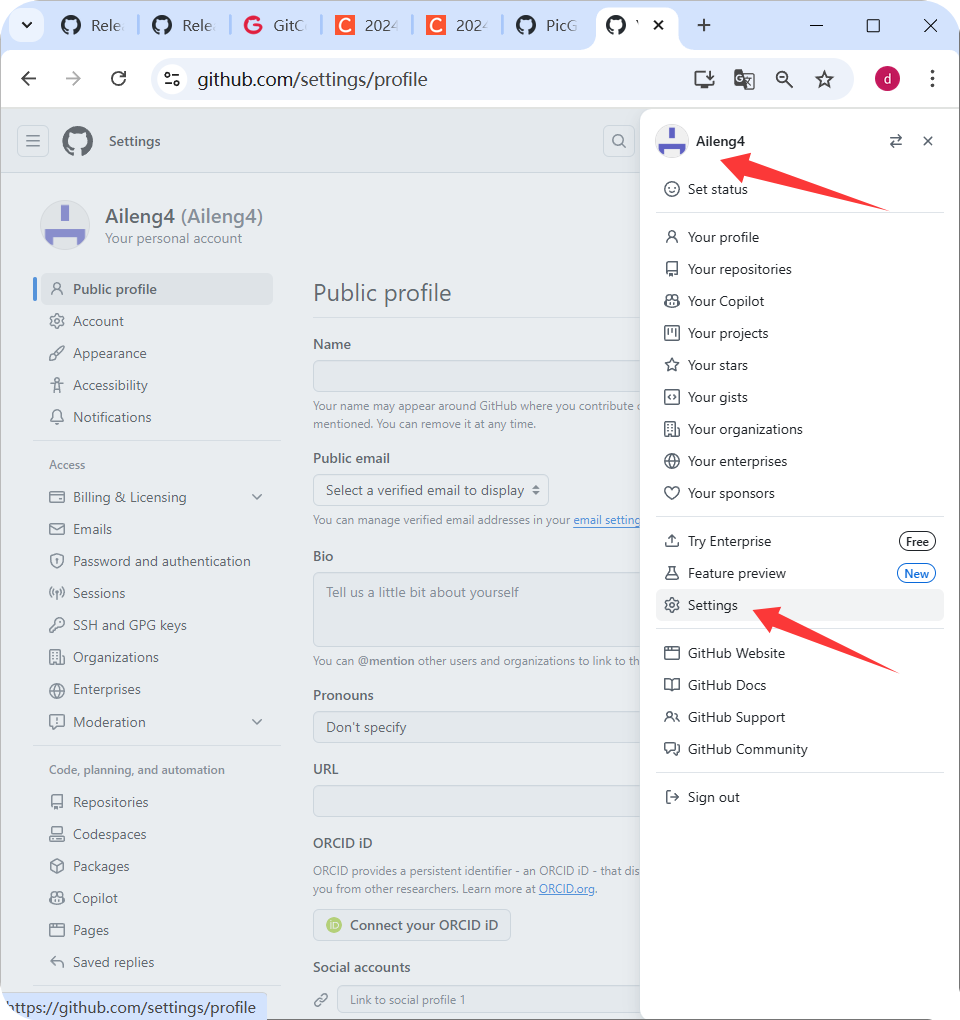 Rele
Rele
GitC
2024
2024
PicG
github.com/settings/profile
d
Settings
Aileng4
Set status
Aileng4 (Aileng4)
Your personal account
Your profile
Your repositories
Your Copilot
Your projects
Your stars
Your gists
Your organizations
Your enterprises
Your sponsors
Try Enterprise
Free
Feature preview
New
Settings
GitHub Website
GitHub Docs
GitHub Support
GitHub Community
Sign out
Public profile
Account
Appearance
Accessibility
Notifications
Access
Billing & Licensing
Emails
Password and authentication
Sessions
SSH and GPG keys
Organizations
Enterprises
Moderation
Code, planning, and automation
Repositories
Codespaces
Packages
Copilot
Pages
Saved replies
Public profile
Name
Your name may appear around GitHub where you contribute o
mentioned. You can remove it at any time.
Public email
Select a verified email to display
You can manage verified email addresses in your email setting
Bio
Tell us a little bit about yourself
You can @mention other users and organizations to link to th
Pronouns
Don't specify
URL
ORCID iD
ORCID provides a persistent identifier - an ORCID iD - that dis
you from other researchers. Learn more at ORCID.org.
iD
Connect your ORCID iD
Social accounts
Link to social profile 1
https://github.com/settings/profile